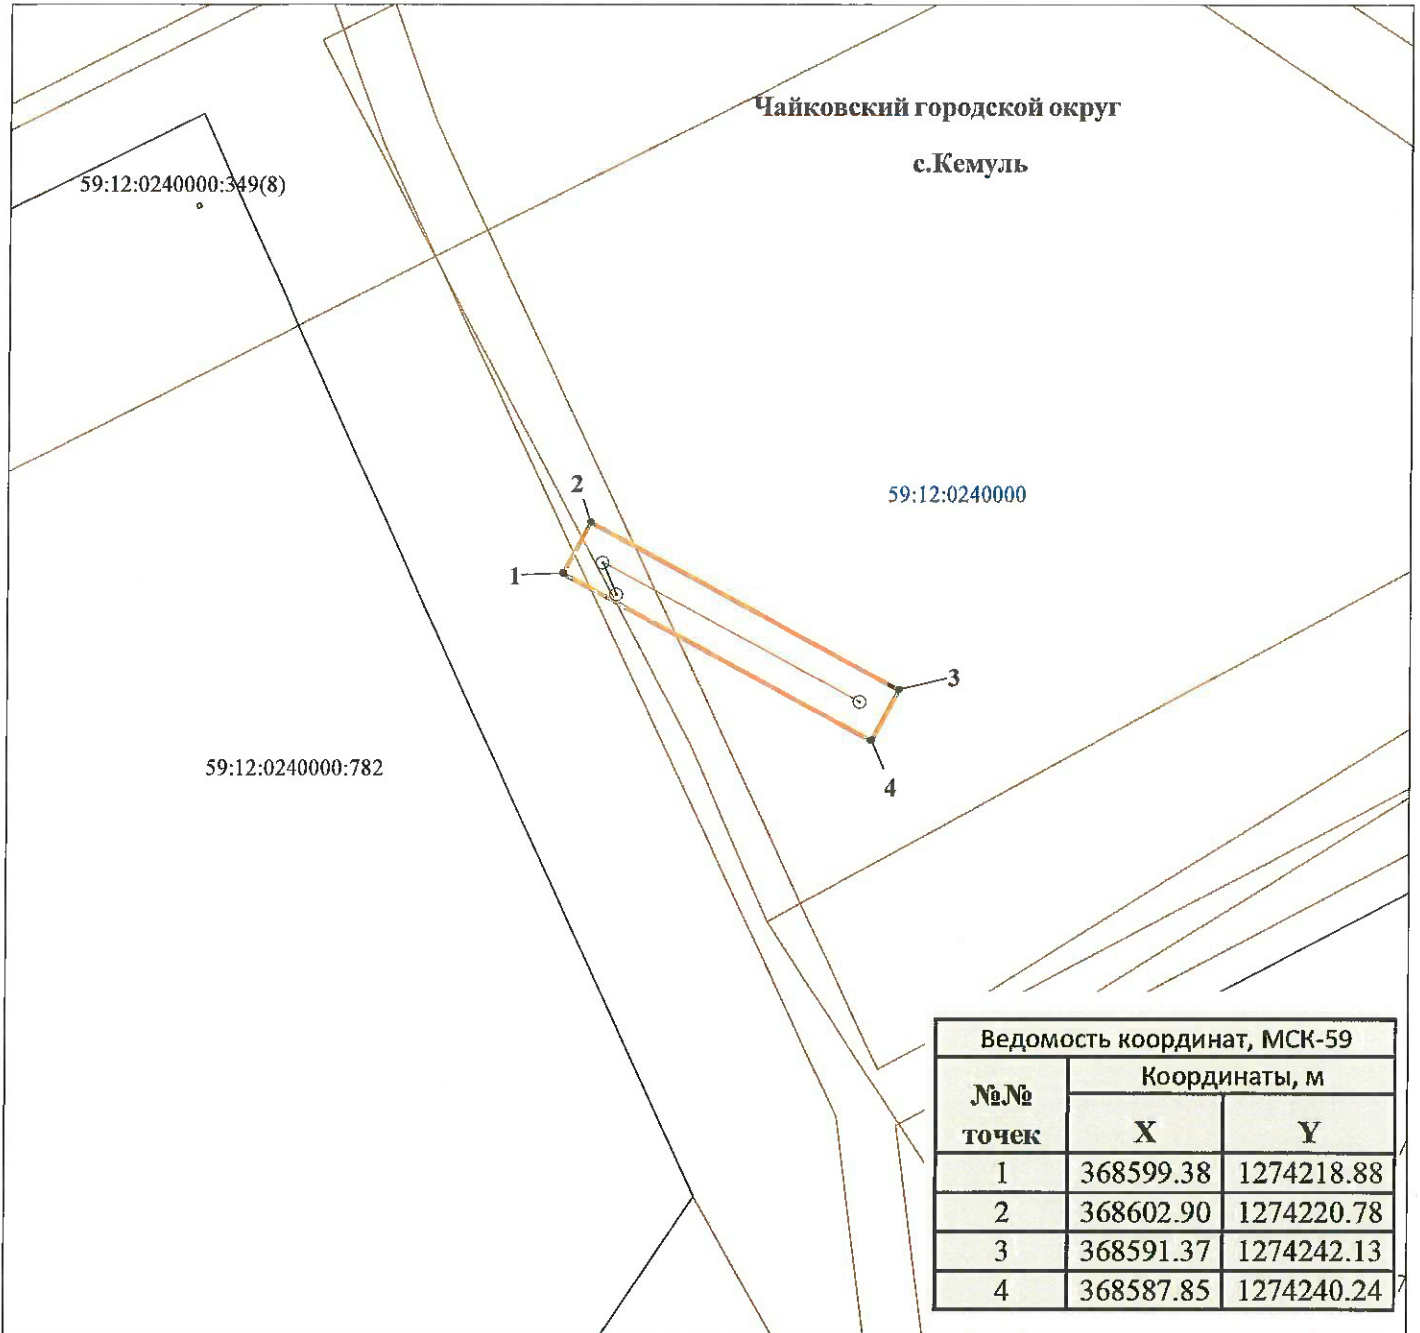 Чайковский городской округ
с.Кемуль
59:12:0240000:349(8)
2
59:12:0240000
1
3
59:12:0240000:782
4
Ведомость координат, МСК-59
№№ точек
Координаты, м
X Y
1 368599.38 1274218.88
2 368602.90 1274220.78
3 368591.37 1274242.13
4 368587.85 1274240.24